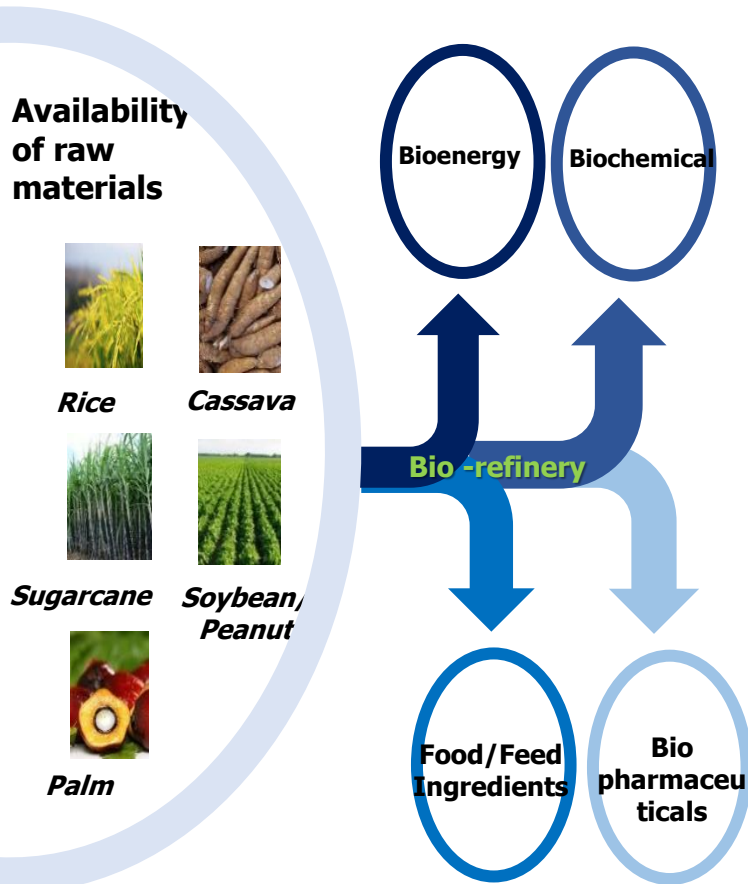 Availability
of raw
materials
Rice
Cassava
Sugarcane
Soybean/
Peanut
Palm
Bioenergy
Biochemical
Bio -refinery
Food/Feed
Ingredients
Bio
pharmaceu
ticals